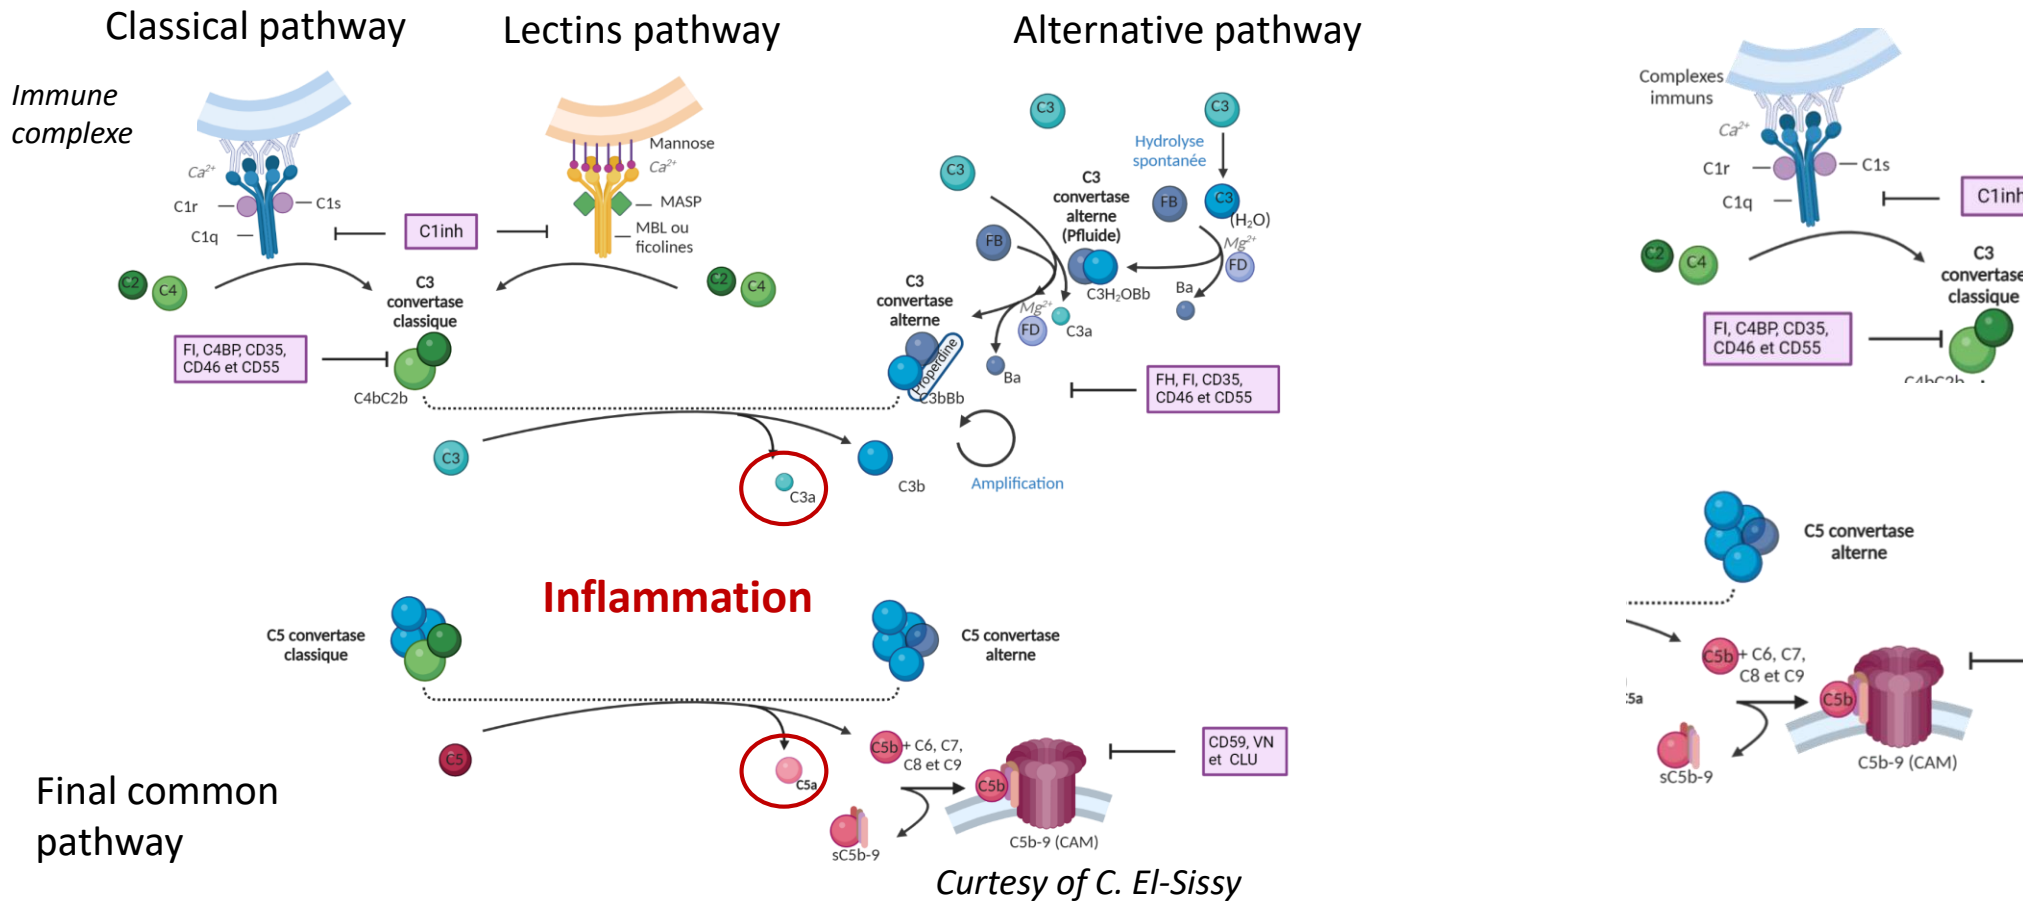 Classical pathway
Lectins pathway
Alternative pathway
Immune
complexe
Ca²⁺
C1r
C1s
C1q
C1inh
Mannose
Ca²⁺
MASP
MBL ou
ficolines
C2
C4
C3
convertase
classique
C2
C4
FI, C4BP, CD35,
CD46 et CD55
C4bC2b
C3
C3
Hydrolyse
spontanée
C3
C3
convertase
alterne
(Pfluide)
FB
C3
(H₂O)
FB
Mg²⁺
FD
C3H₂OBb
Ba
C3
convertase
alterne
Mg²⁺
FD
C3a
Properdine
C3bBb
Ba
FH, FI, CD35,
CD46 et CD55
C3
C3a
C3b
Amplification
Inflammation
C5 convertase
classique
C5 convertase
alterne
C5
C5a
C5b
+ C6, C7,
C8 et C9
C5b
sC5b-9
C5b-9 (CAM)
CD59, VN
et CLU
Final common
pathway
Curtesy of C. El-Sissy
Complexes
immuns
Ca²⁺
C1r
C1s
C1q
C1inh
C2
C4
C3
convertase
classique
FI, C4BP, CD35,
CD46 et CD55
C4bC2b
C5 convertase
alterne
C5b
+ C6, C7,
C8 et C9
5a
C5b
sC5b-9
C5b-9 (CAM)